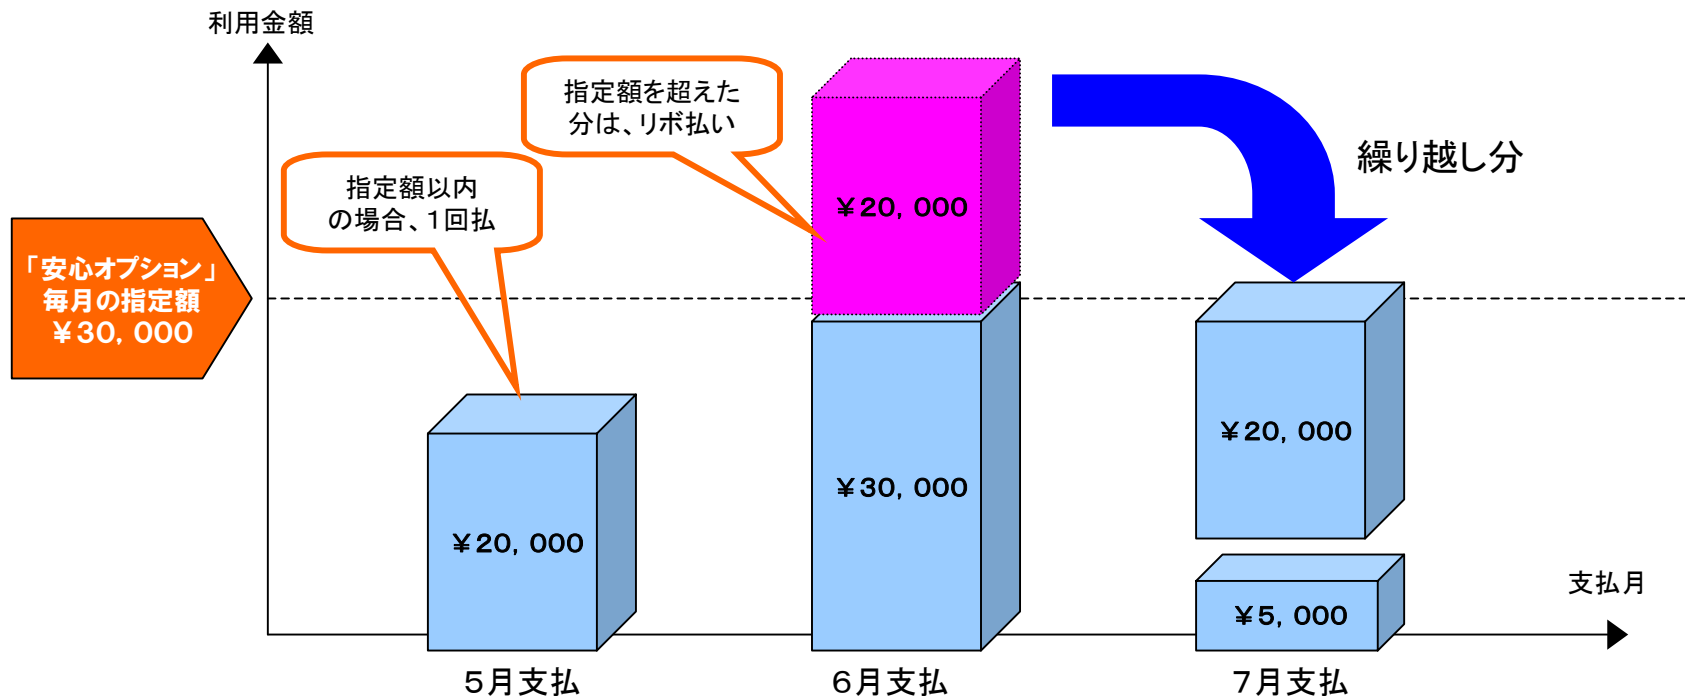 利用金額
指定額を超えた
分は、リボ払い
指定額以内
の場合、１回払
繰り越し分
「安心オプション」
毎月の指定額
￥３０，０００
￥２０，０００
￥２０，０００
￥３０，０００
￥２０，０００
￥５，０００
支払月
５月支払
６月支払
７月支払